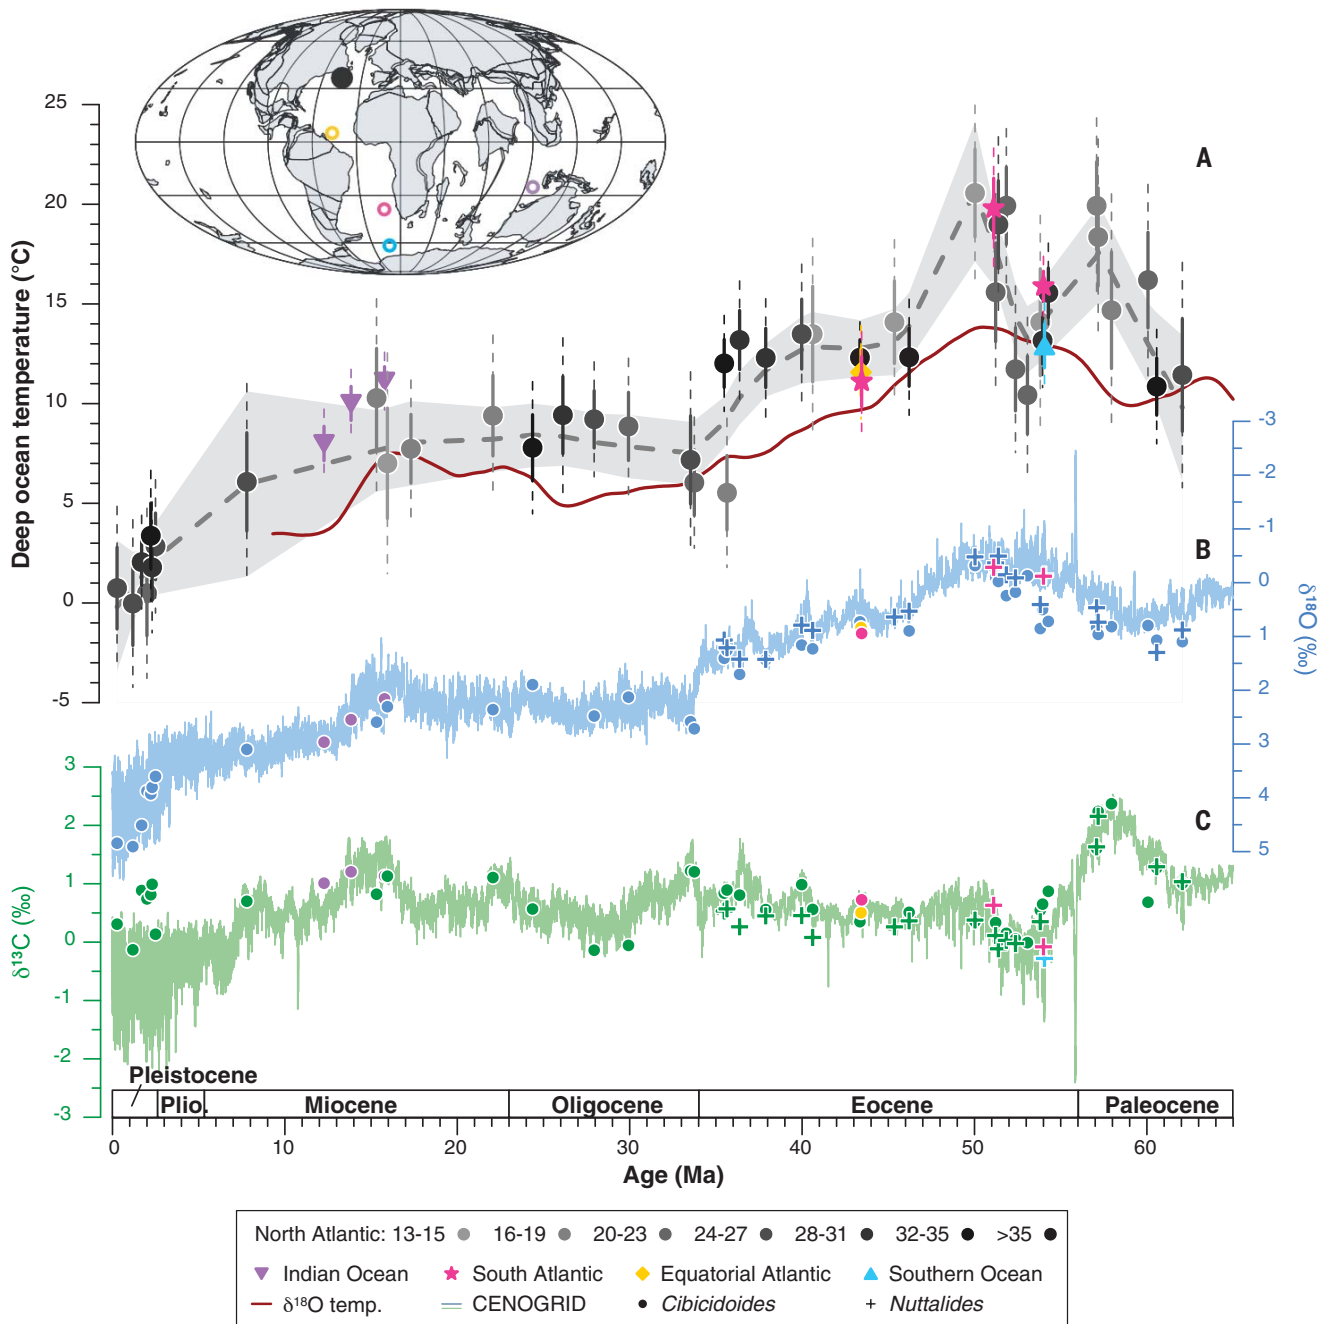 A
25
20
15
10
5
0
-5
Deep ocean temperature (°C)
B
-3
-2
-1
0
1
2
3
4
5
δ18O (‰)
C
3
2
1
0
-1
-2
-3
δ13C (‰)
Pleistocene
Plio. Miocene Oligocene Eocene Paleocene
0 10 20 30 40 50 60
Age (Ma)
North Atlantic: 13-15 16-19 20-23 24-27 28-31 32-35 >35
Indian Ocean South Atlantic Equatorial Atlantic Southern Ocean
δ18O temp. CENOGRID Cibicidoides Nuttalides